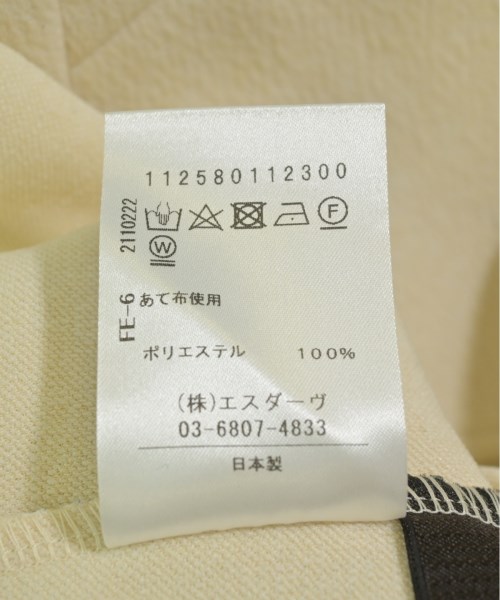 112580112300
2110222
F
W
FE-6
あて布使用
ポリエステル 100%
(株)エスダーヴ
03-6807-4833
日本製